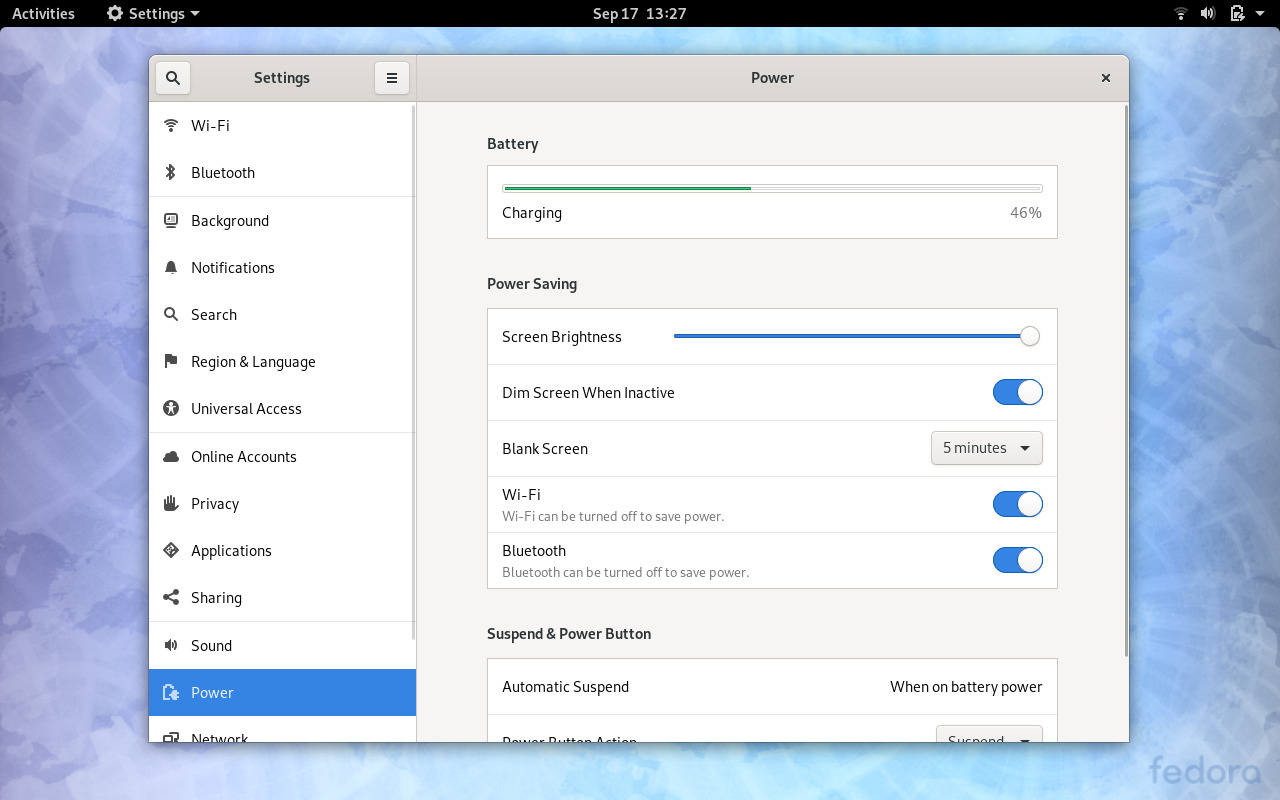 Activities Settings Sep 17 13:27
Settings Power
Wi-Fi
Bluetooth
Background
Notifications
Search
Region & Language
Universal Access
Online Accounts
Privacy
Applications
Sharing
Sound
Power
Network
Battery
Charging 46%
Power Saving
Screen Brightness
Dim Screen When Inactive
Blank Screen 5 minutes
Wi-Fi
Wi-Fi can be turned off to save power.
Bluetooth
Bluetooth can be turned off to save power.
Suspend & Power Button
Automatic Suspend When on battery power
Power Button Action Suspend
fedora